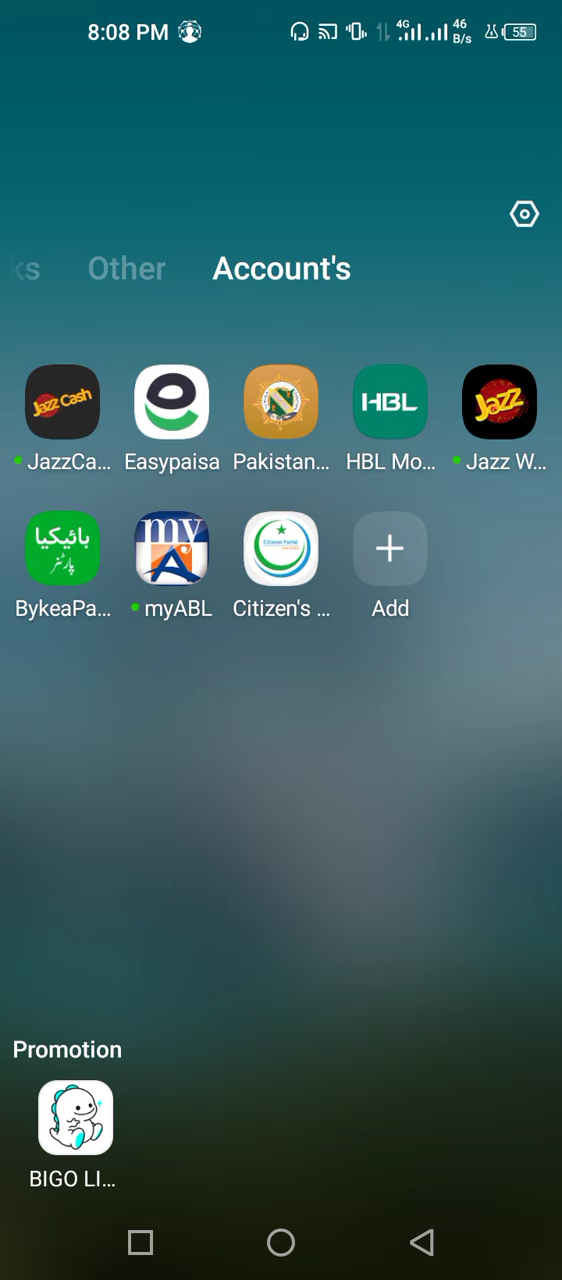 8:08 PM
4G
46
B/s
55
ks
Other
Account's
Jazz Cash
HBL
Jazz
JazzCa...
Easypaisa
Pakistan...
HBL Mo...
Jazz W...
بائیکیا
پارٹنر
my
A
Citizens Portal
BykeaPa...
myABL
Citizen's ...
Add
Promotion
BIGO LI...